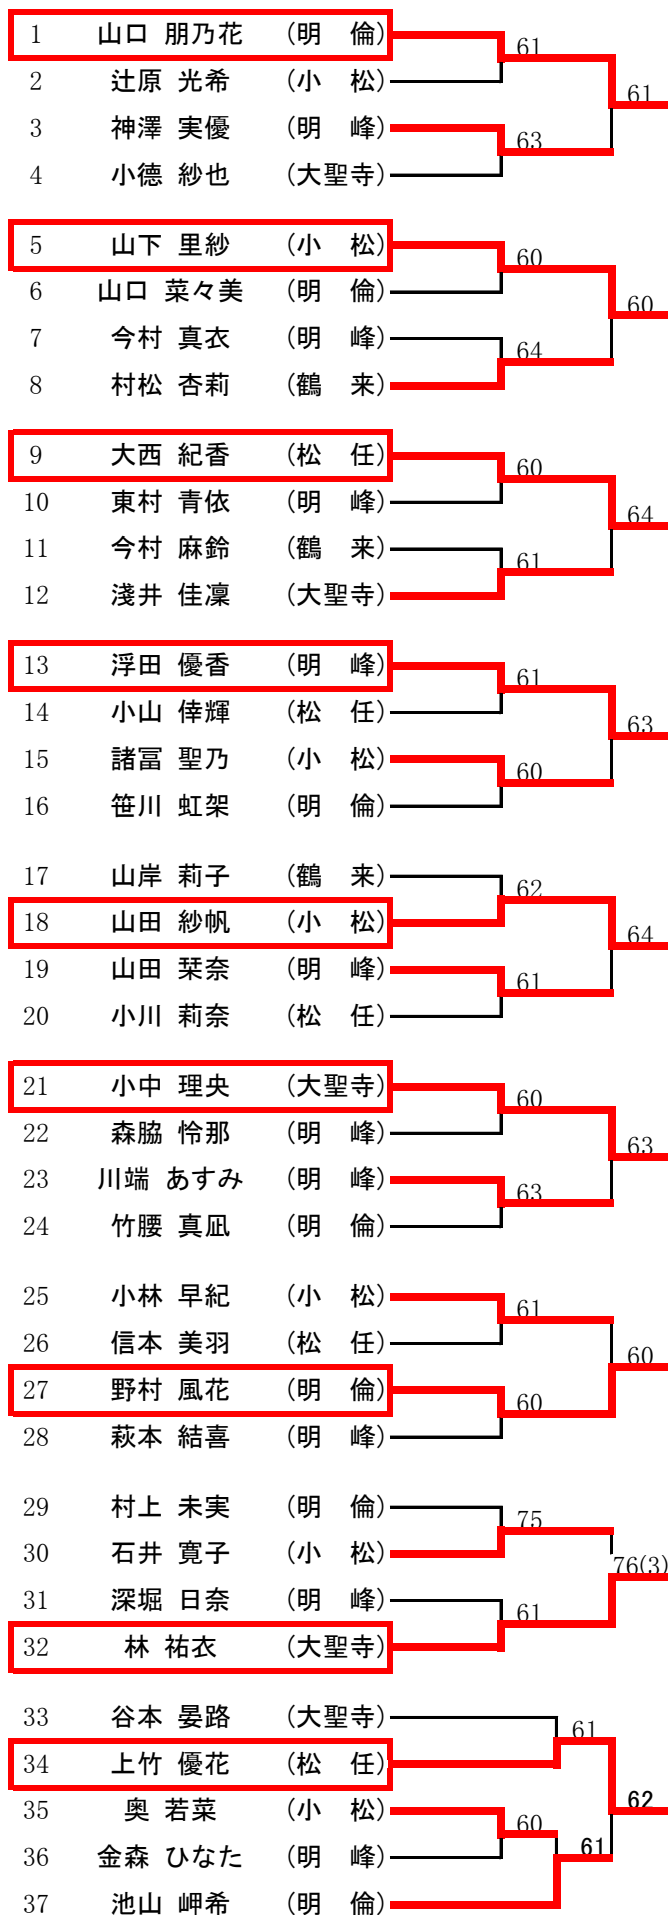 1 山口 朋乃花 (明 倫)
61
2 辻原 光希 (小 松)
61
3 神澤 実優 (明 峰)
63
4 小徳 紗也 (大聖寺)
5 山下 里紗 (小 松)
60
6 山口 菜々美 (明 倫)
60
7 今村 真衣 (明 峰)
64
8 村松 杏莉 (鶴 来)
9 大西 紀香 (松 任)
60
10 東村 青依 (明 峰)
64
11 今村 麻鈴 (鶴 来)
61
12 淺井 佳凜 (大聖寺)
13 浮田 優香 (明 峰)
61
14 小山 倖輝 (松 任)
63
15 諸冨 聖乃 (小 松)
60
16 笹川 虹架 (明 倫)
17 山岸 莉子 (鶴 来)
62
18 山田 紗帆 (小 松)
64
19 山田 栞奈 (明 峰)
61
20 小川 莉奈 (松 任)
21 小中 理央 (大聖寺)
60
22 森脇 怜那 (明 峰)
63
23 川端 あすみ (明 峰)
63
24 竹腰 真凪 (明 倫)
25 小林 早紀 (小 松)
61
26 信本 美羽 (松 任)
60
27 野村 風花 (明 倫)
60
28 萩本 結喜 (明 峰)
29 村上 未実 (明 倫)
75
30 石井 寛子 (小 松)
76(3)
31 深堀 日奈 (明 峰)
61
32 林 祐衣 (大聖寺)
33 谷本 晏路 (大聖寺)
61
34 上竹 優花 (松 任)
62
35 奥 若菜 (小 松)
60
61
36 金森 ひなた (明 峰)
37 池山 岬希 (明 倫)